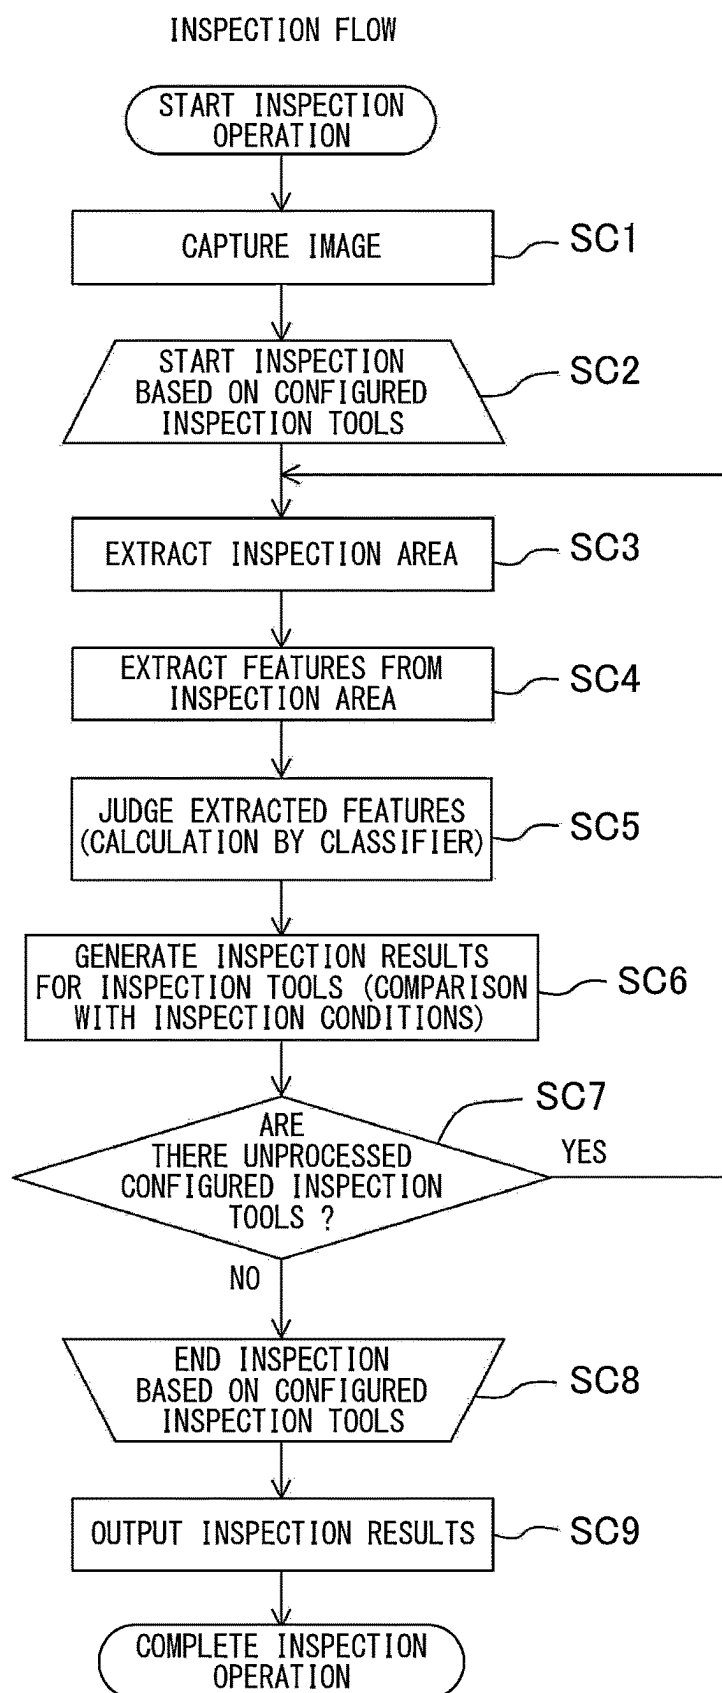 INSPECTION FLOW
START INSPECTION
OPERATION
CAPTURE IMAGE
SC1
START INSPECTION
BASED ON CONFIGURED
INSPECTION TOOLS
SC2
EXTRACT INSPECTION AREA
SC3
EXTRACT FEATURES FROM
INSPECTION AREA
SC4
JUDGE EXTRACTED FEATURES
(CALCULATION BY CLASSIFIER)
SC5
GENERATE INSPECTION RESULTS
FOR INSPECTION TOOLS (COMPARISON
WITH INSPECTION CONDITIONS)
SC6
SC7
ARE
THERE UNPROCESSED
CONFIGURED INSPECTION
TOOLS ?
YES
NO
END INSPECTION
BASED ON CONFIGURED
INSPECTION TOOLS
SC8
OUTPUT INSPECTION RESULTS
SC9
COMPLETE INSPECTION
OPERATION